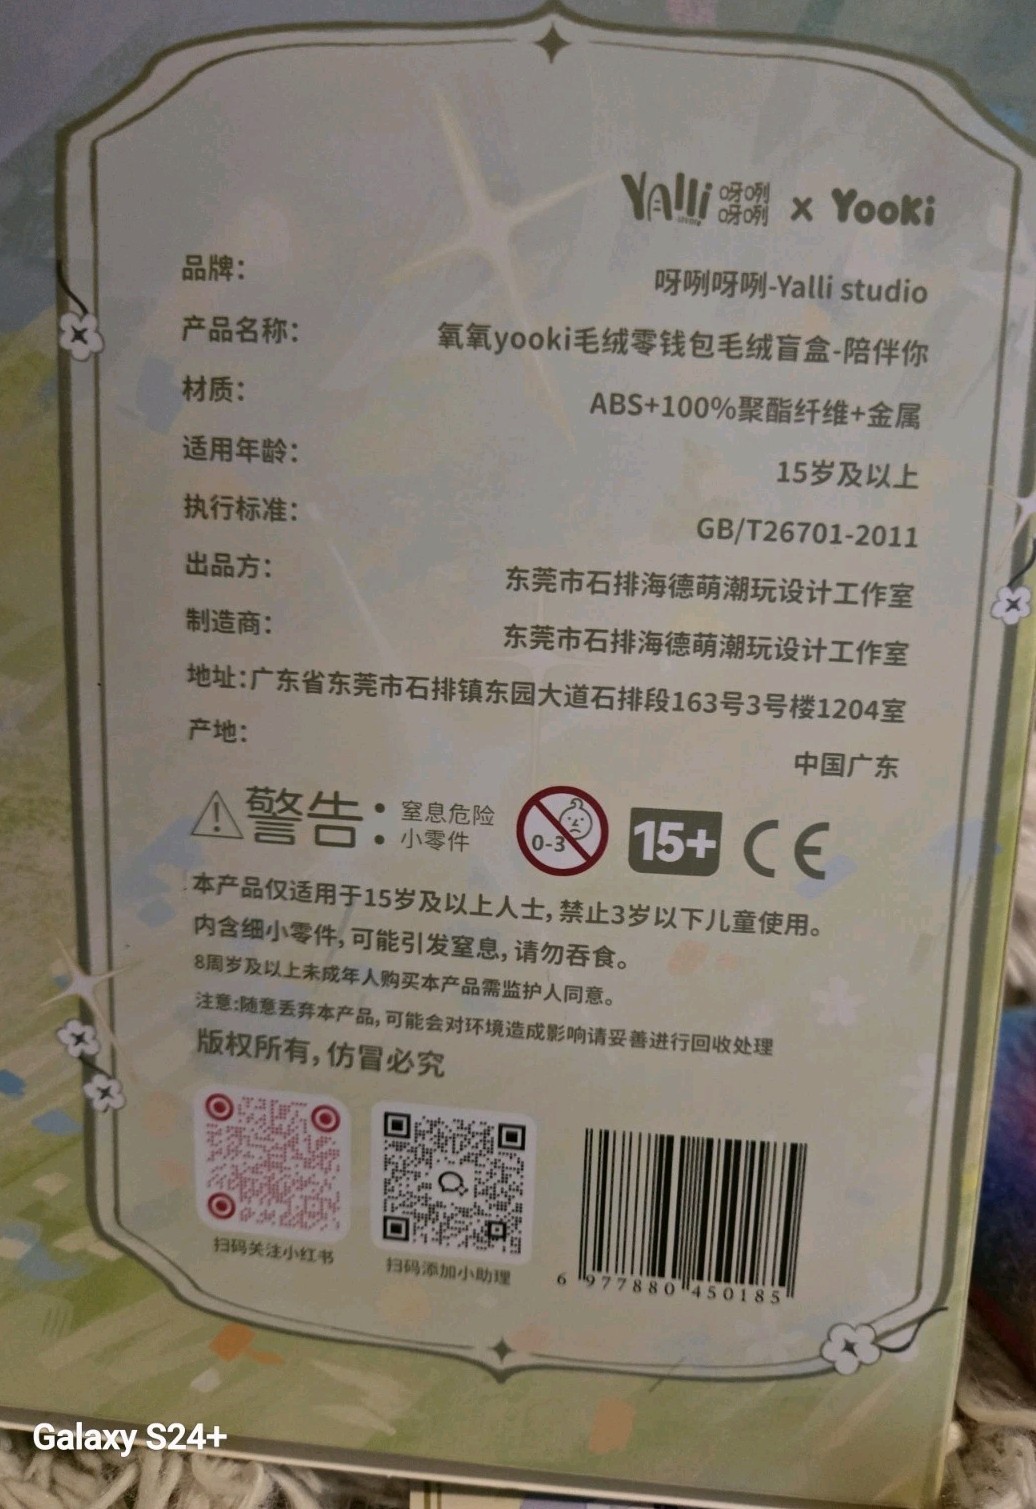 Yalli 呀咧呀咧 x YooKi
品牌： 呀咧呀咧-Yalli studio
产品名称： 氧氧yooki毛绒零钱包毛绒盲盒-陪伴你
材质： ABS+100%聚酯纤维+金属
适用年龄： 15岁及以上
执行标准： GB/T26701-2011
出品方： 东莞市石排海德萌潮玩设计工作室
制造商： 东莞市石排海德萌潮玩设计工作室
地址：广东省东莞市石排镇东园大道石排段163号3号楼1204室
产地： 中国广东
警告：窒息危险
小零件
0-3
15+
CE
本产品仅适用于15岁及以上人士，禁止3岁以下儿童使用。
内含细小零件，可能引发窒息，请勿吞食。
8周岁及以上未成年人购买本产品需监护人同意。
注意：随意丢弃本产品，可能会对环境造成影响请妥善进行回收处理
版权所有，仿冒必究
扫码关注小红书
扫码添加小助理
6 977880 450185
Galaxy S24+